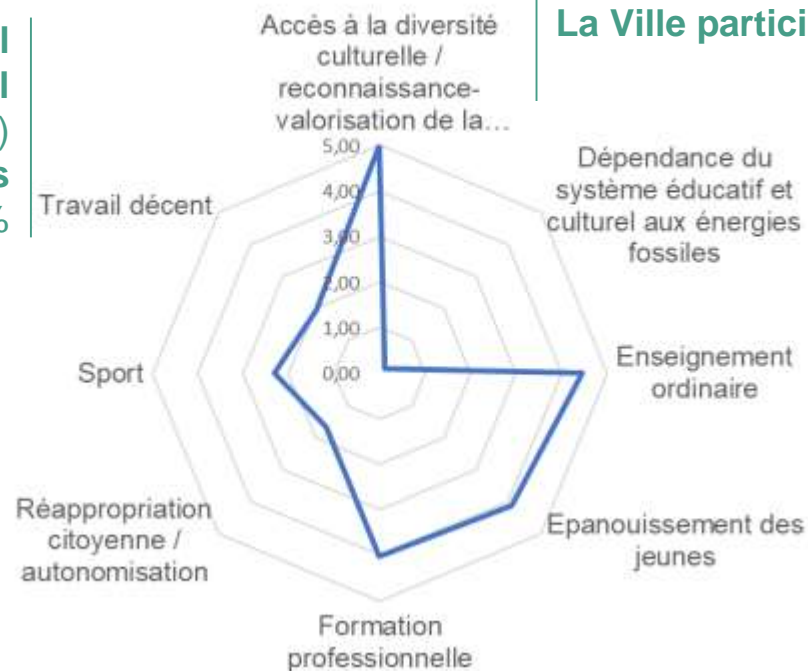 l
l
)
s
%
La Ville partici
Accès à la diversité
culturelle /
reconnaissance-
valorisation de la…
Dépendance du
système éducatif et
culturel aux énergies
fossiles
Enseignement
ordinaire
Epanouissement des
jeunes
Formation
professionnelle
Réappropriation
citoyenne /
autonomisation
Sport
Travail décent
5,00
4,00
3,00
2,00
1,00
0,00